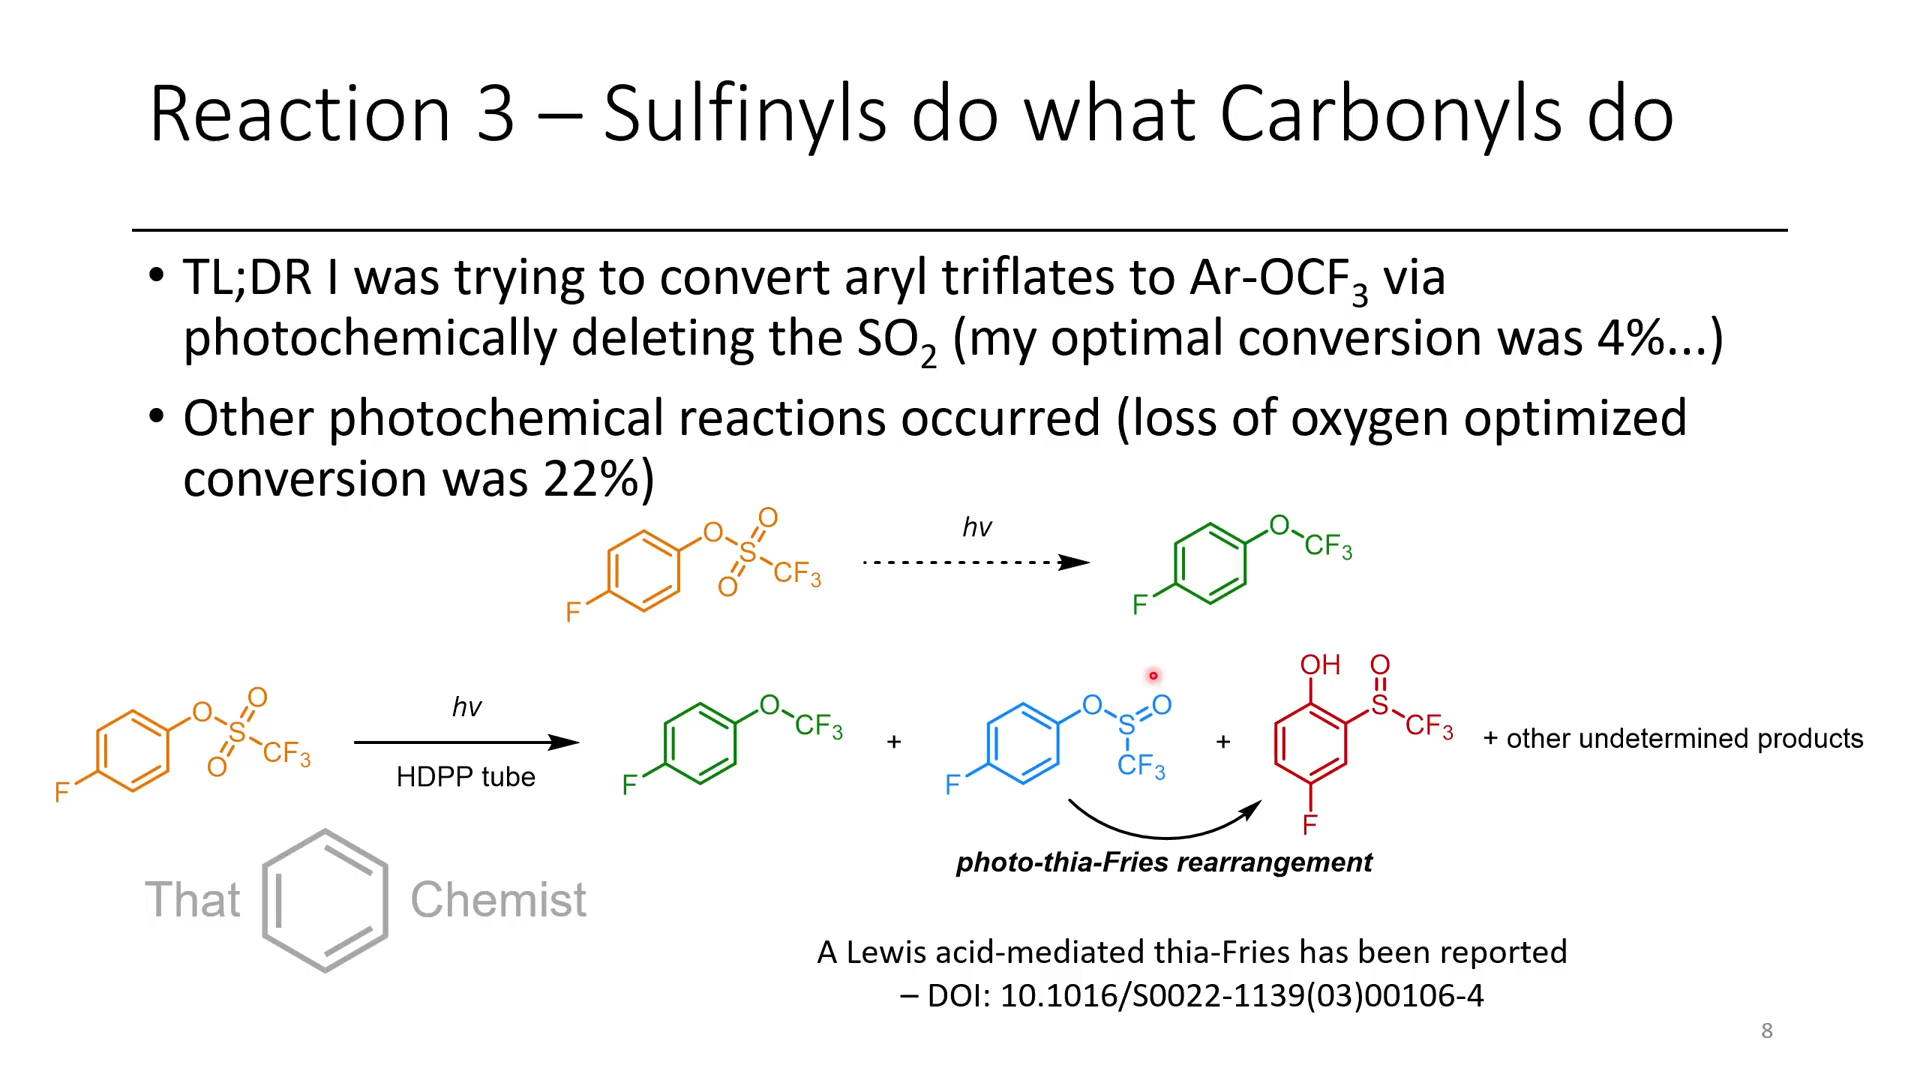 Reaction 3 – Sulfinyls do what Carbonyls do
• TL;DR I was trying to convert aryl triflates to Ar-OCF3 via
photochemically deleting the SO2 (my optimal conversion was 4%...)
• Other photochemical reactions occurred (loss of oxygen optimized
conversion was 22%)
F O S O O CF3
hv
F O CF3
F O S O O CF3
hv
HDPP tube
F O CF3
+
F O S O CF3
+
OH O S CF3 F
+ other undetermined products
photo-thia-Fries rearrangement
That Chemist
A Lewis acid-mediated thia-Fries has been reported
– DOI: 10.1016/S0022-1139(03)00106-4
8